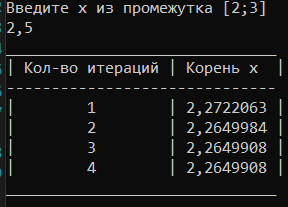 Введите x из промежутка [2;3]
2,5
| Кол-во итераций | Корень x |
| 1 | 2,2722063 |
| 2 | 2,2649984 |
| 3 | 2,2649908 |
| 4 | 2,2649908 |